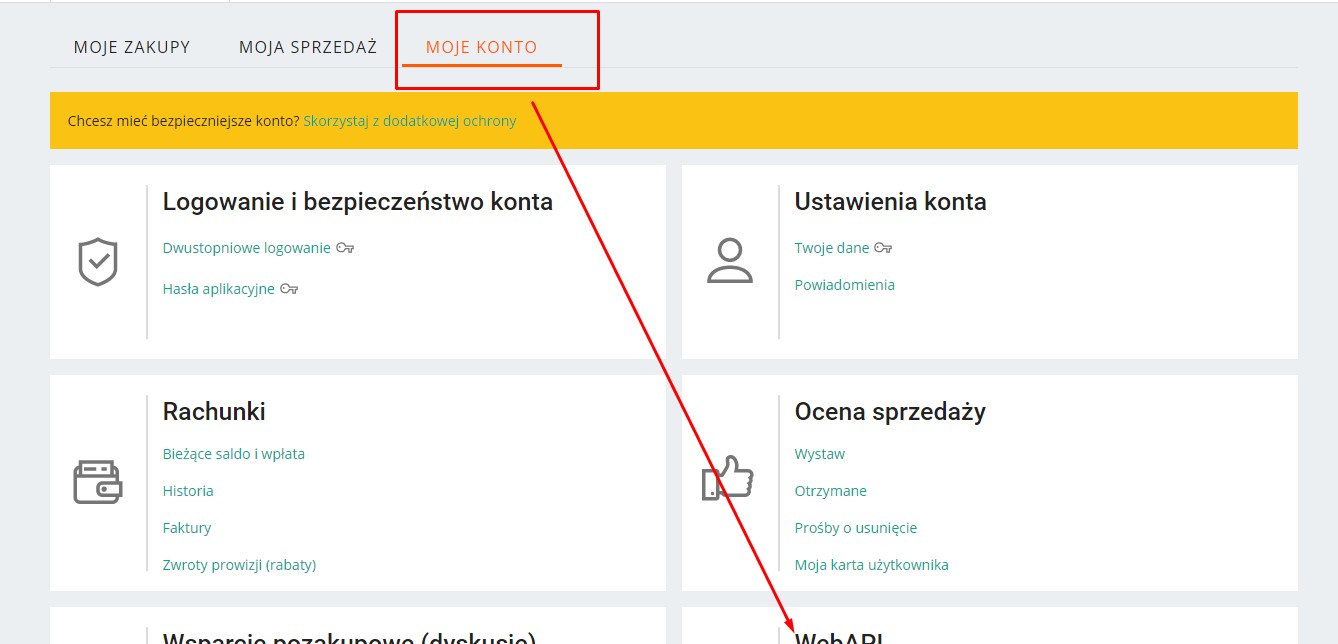 MOJE ZAKUPY MOJA SPRZEDAŻ MOJE KONTO
Chcesz mieć bezpieczniejsze konto? Skorzystaj z dodatkowej ochrony
Logowanie i bezpieczeństwo konta
Dwustopniowe logowanie
Hasła aplikacyjne
Ustawienia konta
Twoje dane
Powiadomienia
Rachunki
Bieżące saldo i wpłata
Historia
Faktury
Zwroty prowizji (rabaty)
Ocena sprzedaży
Wystaw
Otrzymane
Prośby o usunięcie
Moja karta użytkownika
Wsparcie pozakupowe (dyskusje)
WebAPI